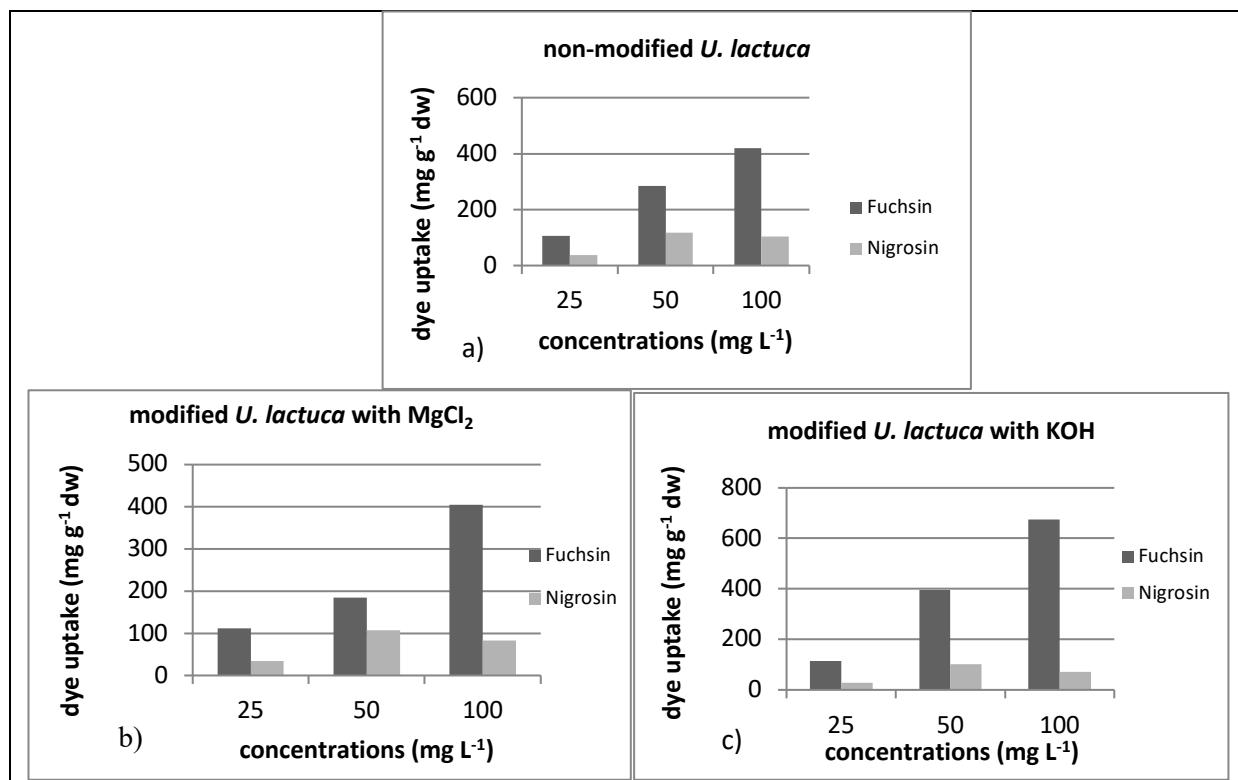 non-modified U. lactuca
dye uptake (mg g⁻¹ dw)
600
400
200
0
25 50 100
concentrations (mg L⁻¹)
Fuchsin
Nigrosin
a)
modified U. lactuca with MgCl₂
dye uptake (mg g⁻¹ dw)
500
400
300
200
100
0
25 50 100
concentrations (mg L⁻¹)
Fuchsin
Nigrosin
b)
modified U. lactuca with KOH
dye uptake (mg g⁻¹ dw)
800
600
400
200
0
25 50 100
concentrations (mg L⁻¹)
Fuchsin
Nigrosin
c)